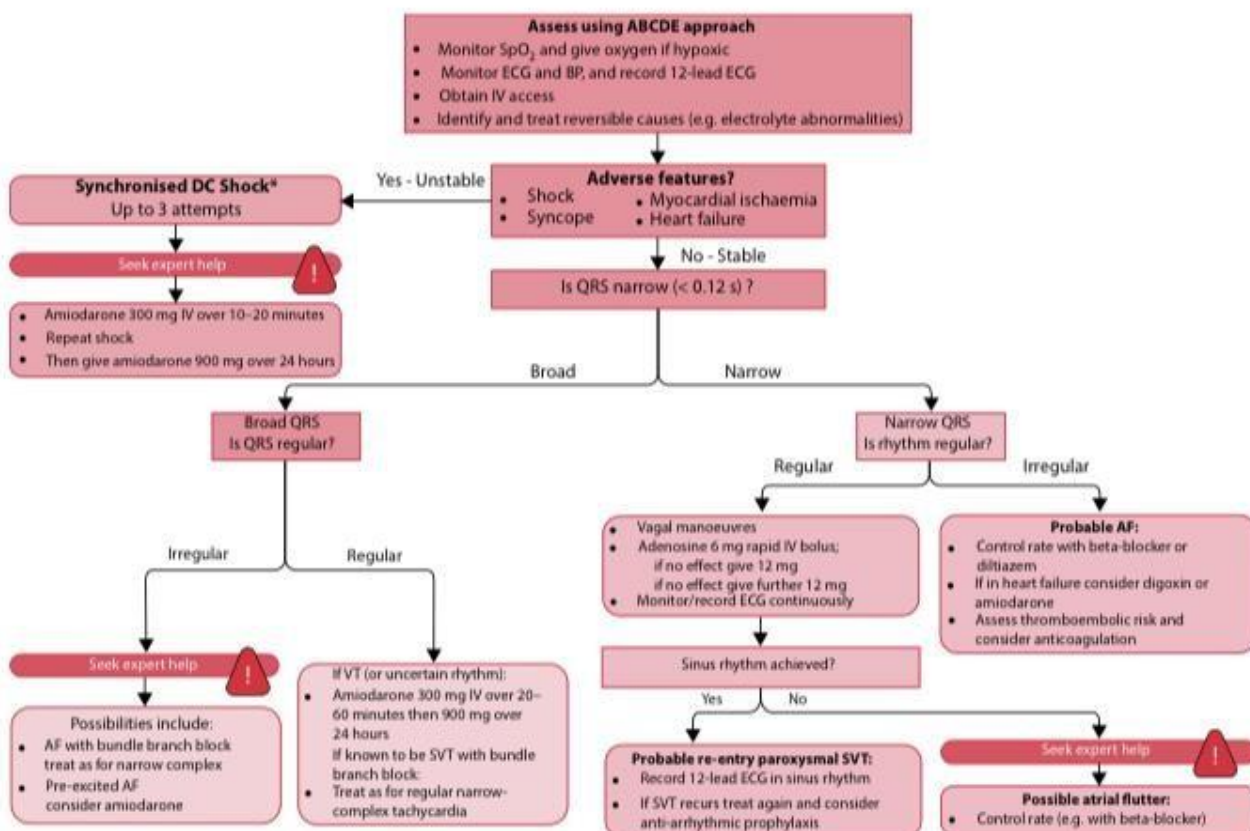 Assess using ABCDE approach
• Monitor SpO₂ and give oxygen if hypoxic
• Monitor ECG and BP, and record 12-lead ECG
• Obtain IV access
• Identify and treat reversible causes (e.g. electrolyte abnormalities)
Adverse features?
• Shock • Myocardial ischaemia
• Syncope • Heart failure
Yes - Unstable
Synchronised DC Shock*
Up to 3 attempts
Seek expert help
!
• Amiodarone 300 mg IV over 10–20 minutes
• Repeat shock
• Then give amiodarone 900 mg over 24 hours
No - Stable
Is QRS narrow (< 0.12 s) ?
Broad
Narrow
Broad QRS
Is QRS regular?
Irregular
Regular
Seek expert help
!
Possibilities include:
• AF with bundle branch block
treat as for narrow complex
• Pre-excited AF
consider amiodarone
If VT (or uncertain rhythm):
• Amiodarone 300 mg IV over 20–
60 minutes then 900 mg over
24 hours
If known to be SVT with bundle
branch block:
• Treat as for regular narrow-
complex tachycardia
Narrow QRS
Is rhythm regular?
Regular
Irregular
• Vagal manoeuvres
• Adenosine 6 mg rapid IV bolus;
if no effect give 12 mg
if no effect give further 12 mg
• Monitor/record ECG continuously
Probable AF:
• Control rate with beta-blocker or
diltiazem
• If in heart failure consider digoxin or
amiodarone
• Assess thromboembolic risk and
consider anticoagulation
Sinus rhythm achieved?
Yes
No
Probable re-entry paroxysmal SVT:
• Record 12-lead ECG in sinus rhythm
• If SVT recurs treat again and consider
anti-arrhythmic prophylaxis
Seek expert help
!
Possible atrial flutter:
• Control rate (e.g. with beta-blocker)